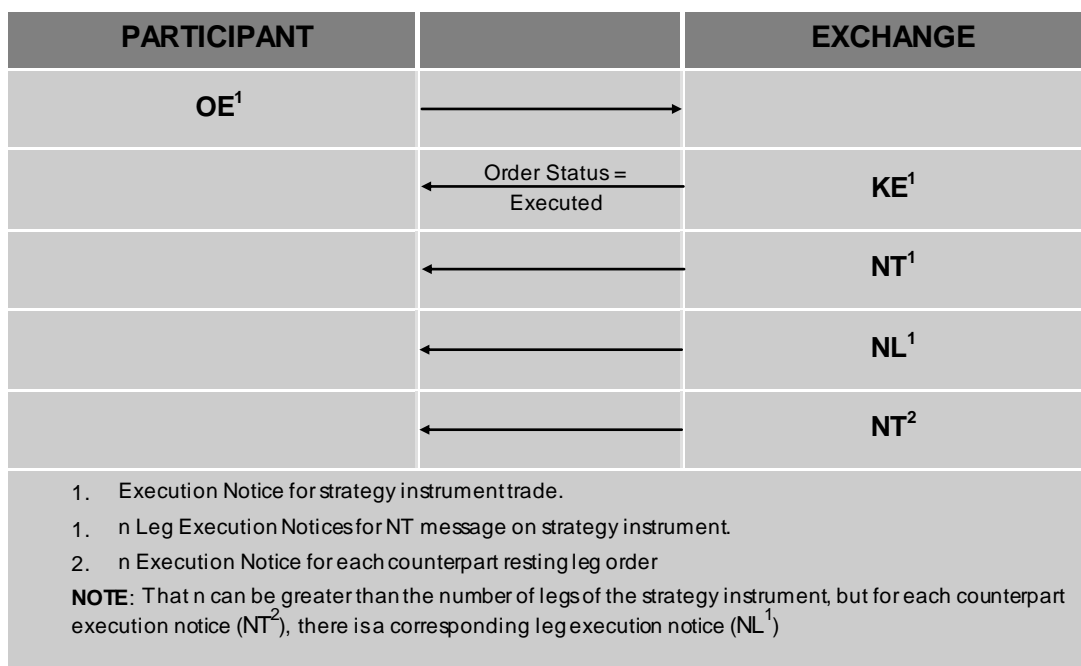 PARTICIPANT EXCHANGE
OE¹
Order Status =
Executed
KE¹
NT¹
NL¹
NT²
1. Execution Notice for strategy instrument trade.
1. n Leg Execution Notices for NT message on strategy instrument.
2. n Execution Notice for each counterpart resting leg order
NOTE: That n can be greater than the number of legs of the strategy instrument, but for each counterpart
execution notice (NT²), there is a corresponding leg execution notice (NL¹)